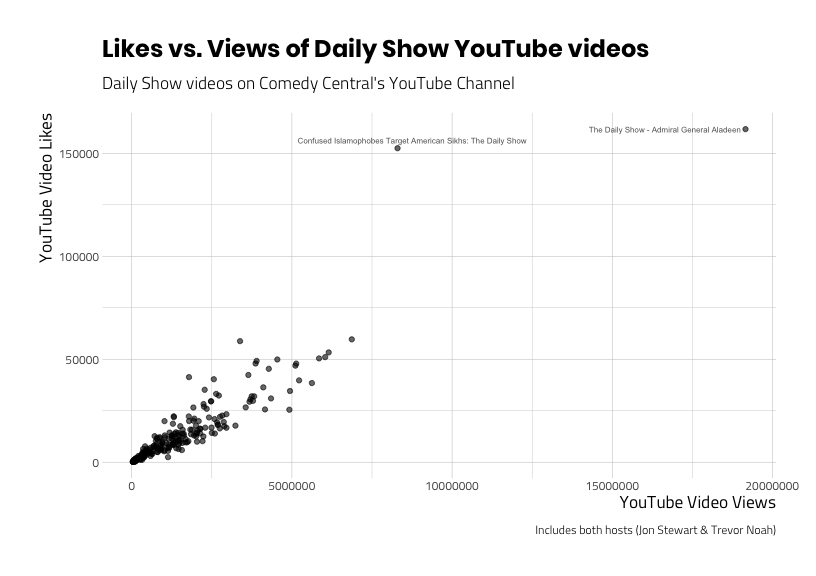 Likes vs. Views of Daily Show YouTube videos
Daily Show videos on Comedy Central's YouTube Channel
YouTube Video Likes
The Daily Show - Admiral General Aladeen
Confused Islamophobes Target American Sikhs: The Daily Show
150000
100000
50000
0
0 5000000 10000000 15000000 20000000
YouTube Video Views
Includes both hosts (Jon Stewart & Trevor Noah)